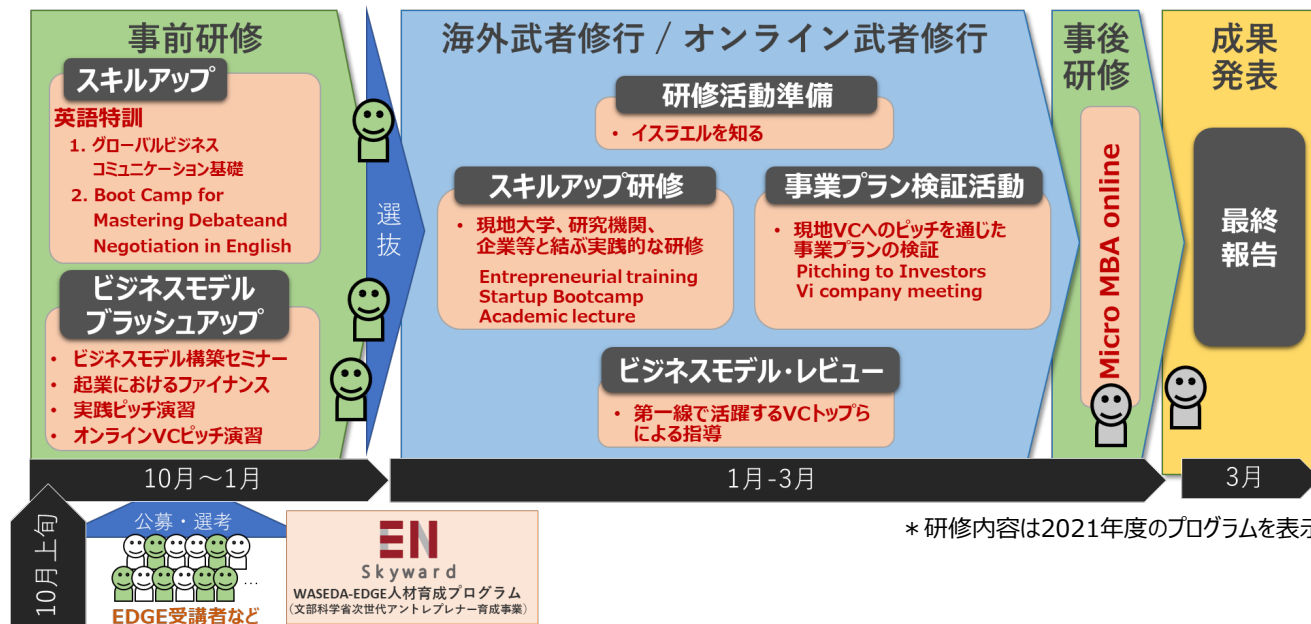 事前研修
スキルアップ
英語特訓
1. グローバルビジネス
コミュニケーション基礎
2. Boot Camp for
Mastering Debateand
Negotiation in English
ビジネスモデル
ブラッシュアップ
• ビジネスモデル構築セミナー
• 起業におけるファイナンス
• 実践ピッチ演習
• オンラインVCピッチ演習
選抜
海外武者修行 / オンライン武者修行
研修活動準備
• イスラエルを知る
スキルアップ研修
• 現地大学、研究機関、
企業等と結ぶ実践的な研修
Entrepreneurial training
Startup Bootcamp
Academic lecture
事業プラン検証活動
• 現地VCへのピッチを通じた
事業プランの検証
Pitching to Investors
Vi company meeting
ビジネスモデル・レビュー
• 第一線で活躍するVCトップら
による指導
事後
研修
Micro MBA online
成果
発表
最終
報告
10月～1月
1月-3月
3月
10月上旬
公募・選考
…
EDGE受講者など
EN
Skyward
WASEDA-EDGE人材育成プログラム
(文部科学省次世代アントレプレナー育成事業)
＊研修内容は2021年度のプログラムを表示